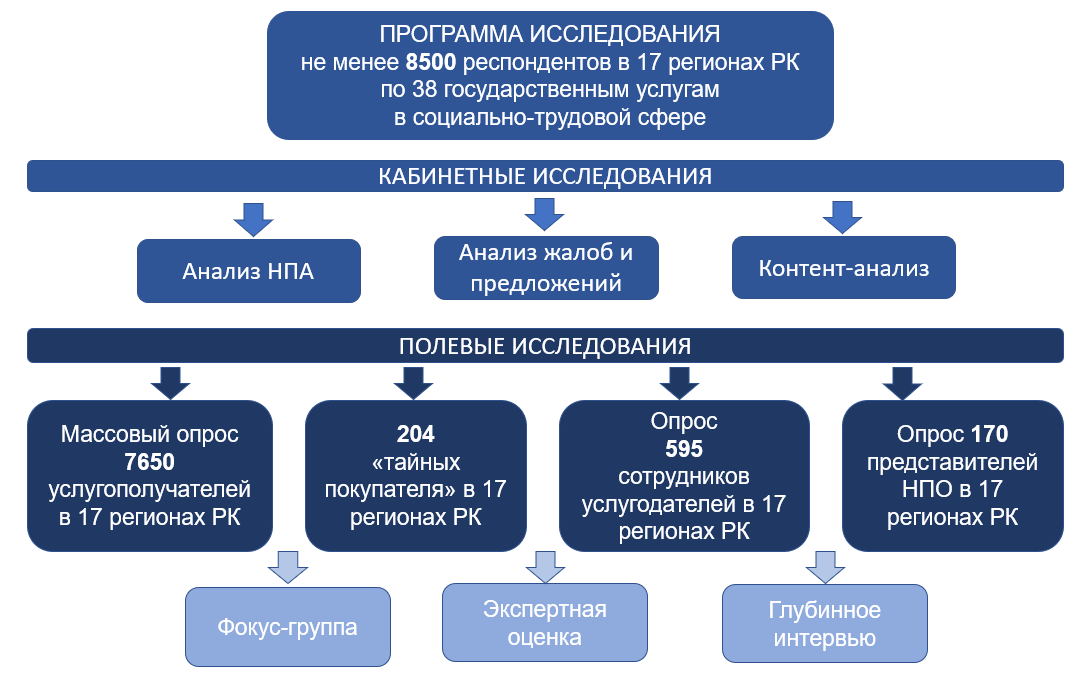 ПРОГРАММА ИССЛЕДОВАНИЯ
не менее 8500 респондентов в 17 регионах РК
по 38 государственным услугам
в социально-трудовой сфере
КАБИНЕТНЫЕ ИССЛЕДОВАНИЯ
Анализ НПА
Анализ жалоб и
предложений
Контент-анализ
ПОЛЕВЫЕ ИССЛЕДОВАНИЯ
Массовый опрос
7650
услугополучателей
в 17 регионах РК
204
«тайных
покупателя» в 17
регионах РК
Опрос
595
сотрудников
услугодателей в 17
регионах РК
Опрос 170
представителей
НПО в 17
регионах РК
Фокус-группа
Экспертная
оценка
Глубинное
интервью